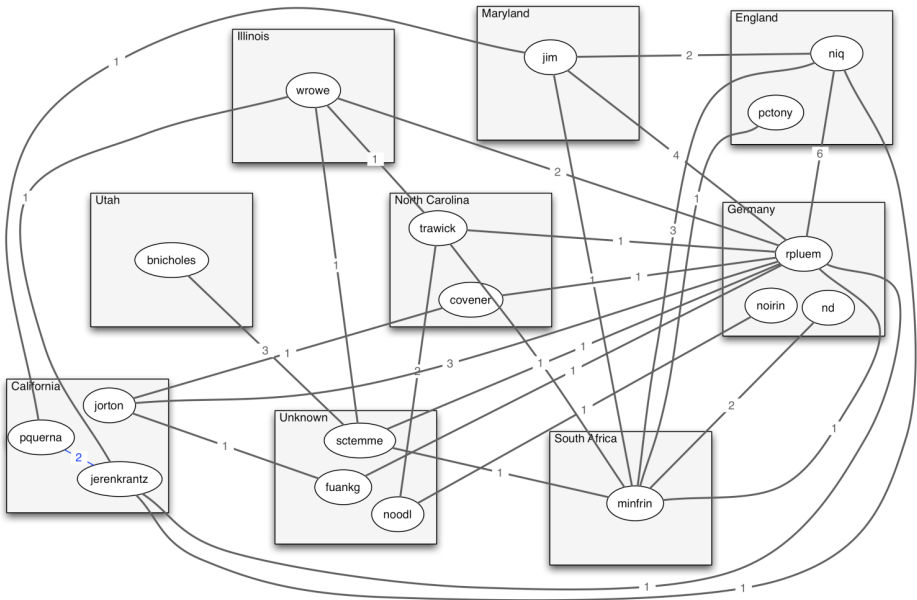 Maryland
England
Illinois
jim
2
niq
1
wrowe
pctony
1
4
6
2
Utah
North Carolina
1
1
Germany
trawick
3
1
rpluem
bnicholes
1
1
1
covener
noirin
nd
3
1
3
2
1
1
1
California
jorton
1
2
Unknown
1
pquerna
2
sctemme
South Africa
1
jerenkrantz
1
fuankg
minfrin
noodl
1
1